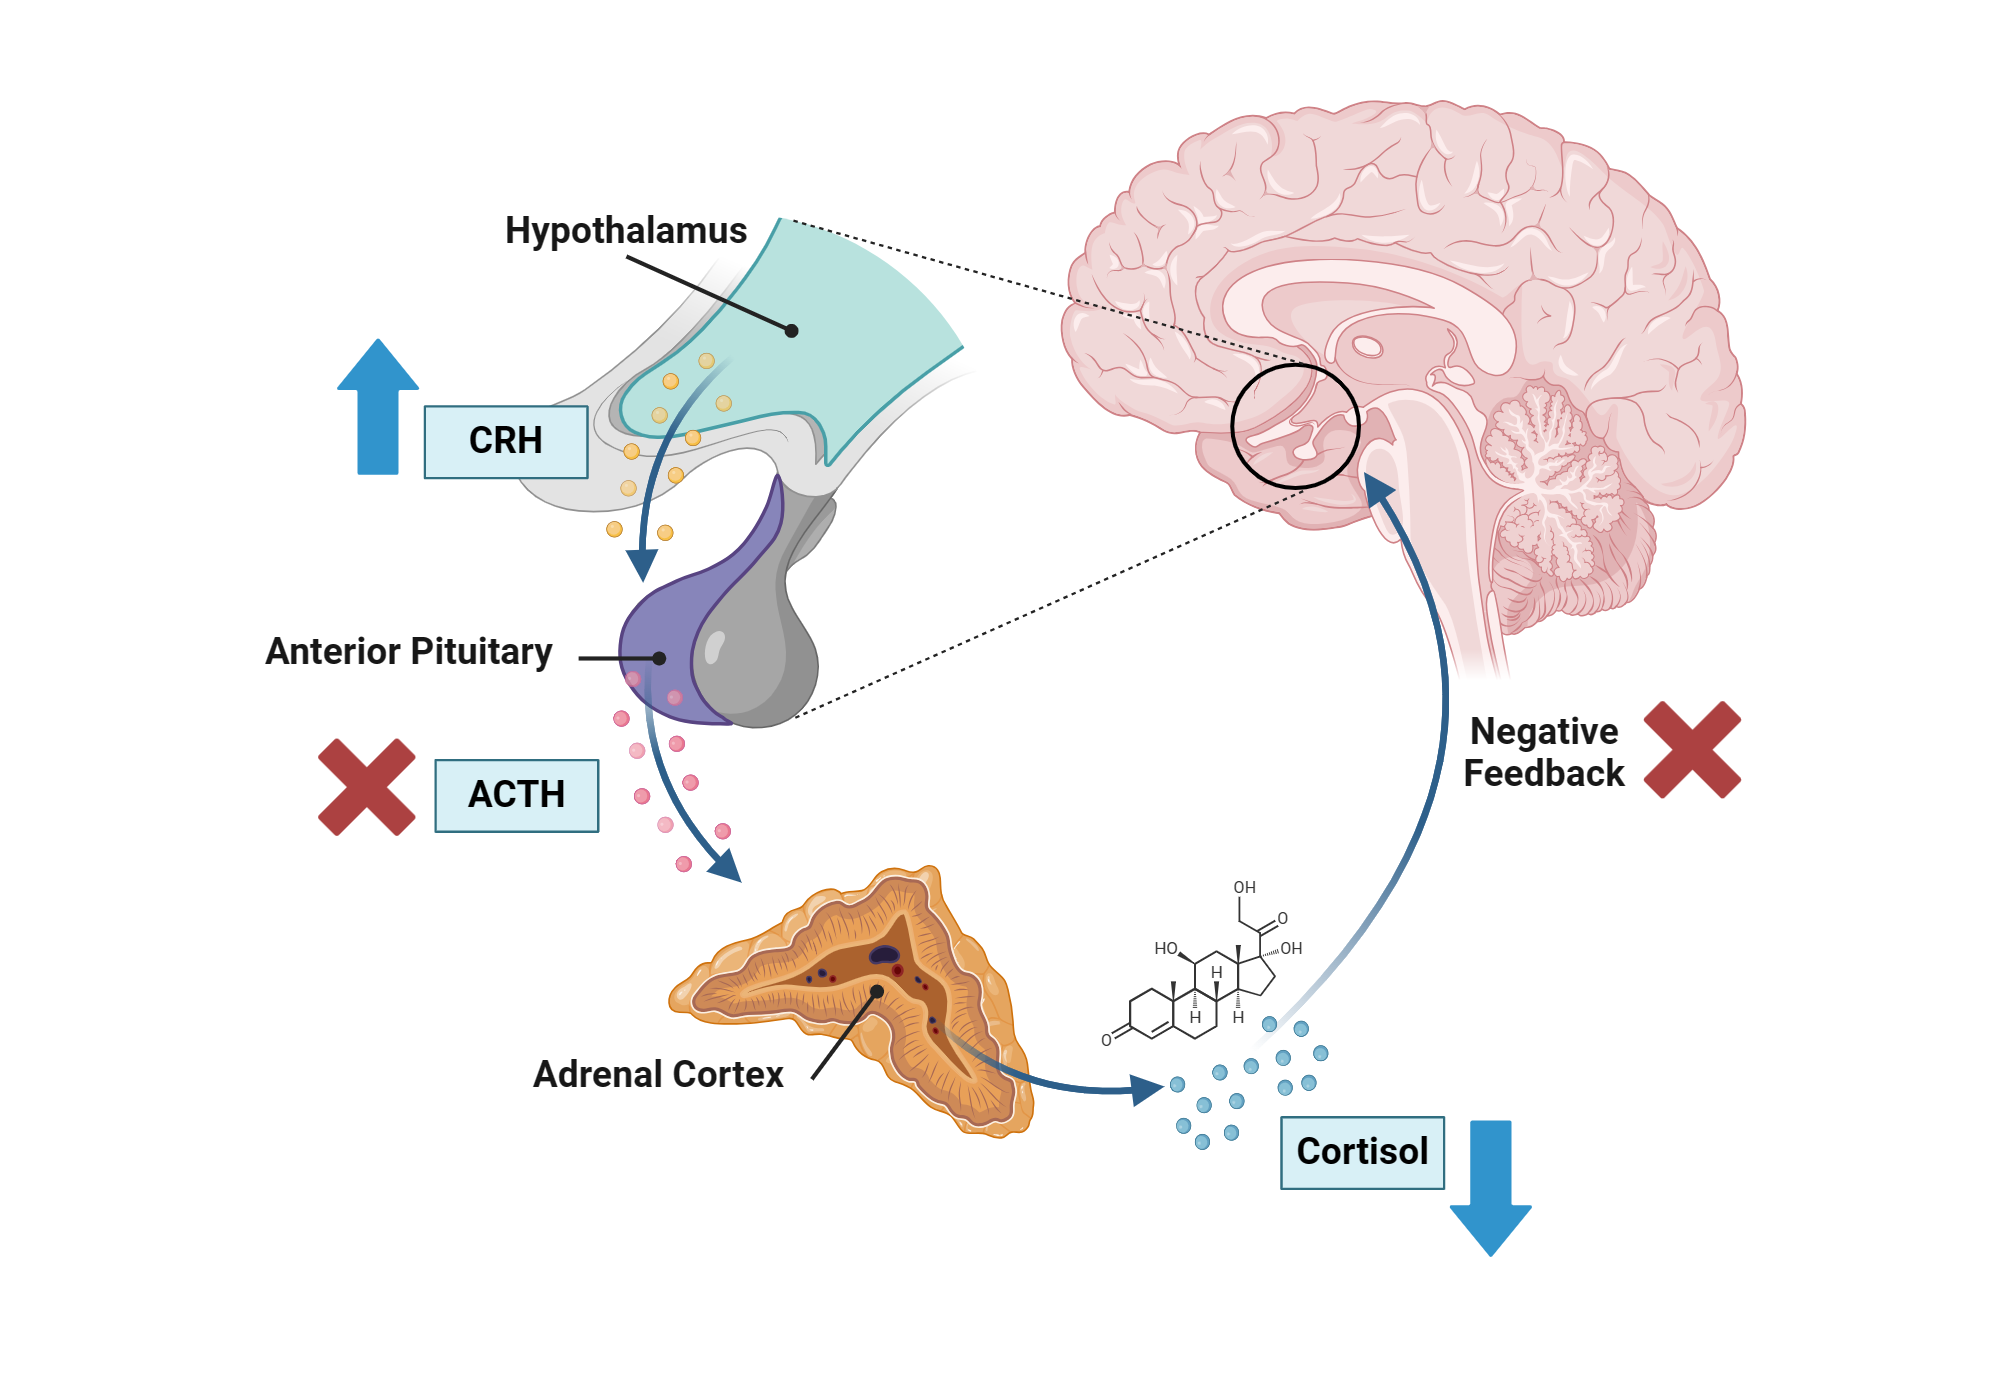 Hypothalamus
CRH
Anterior Pituitary
ACTH
Negative
Feedback
OH
O
HO
OH
H
H
H
O
Adrenal Cortex
Cortisol